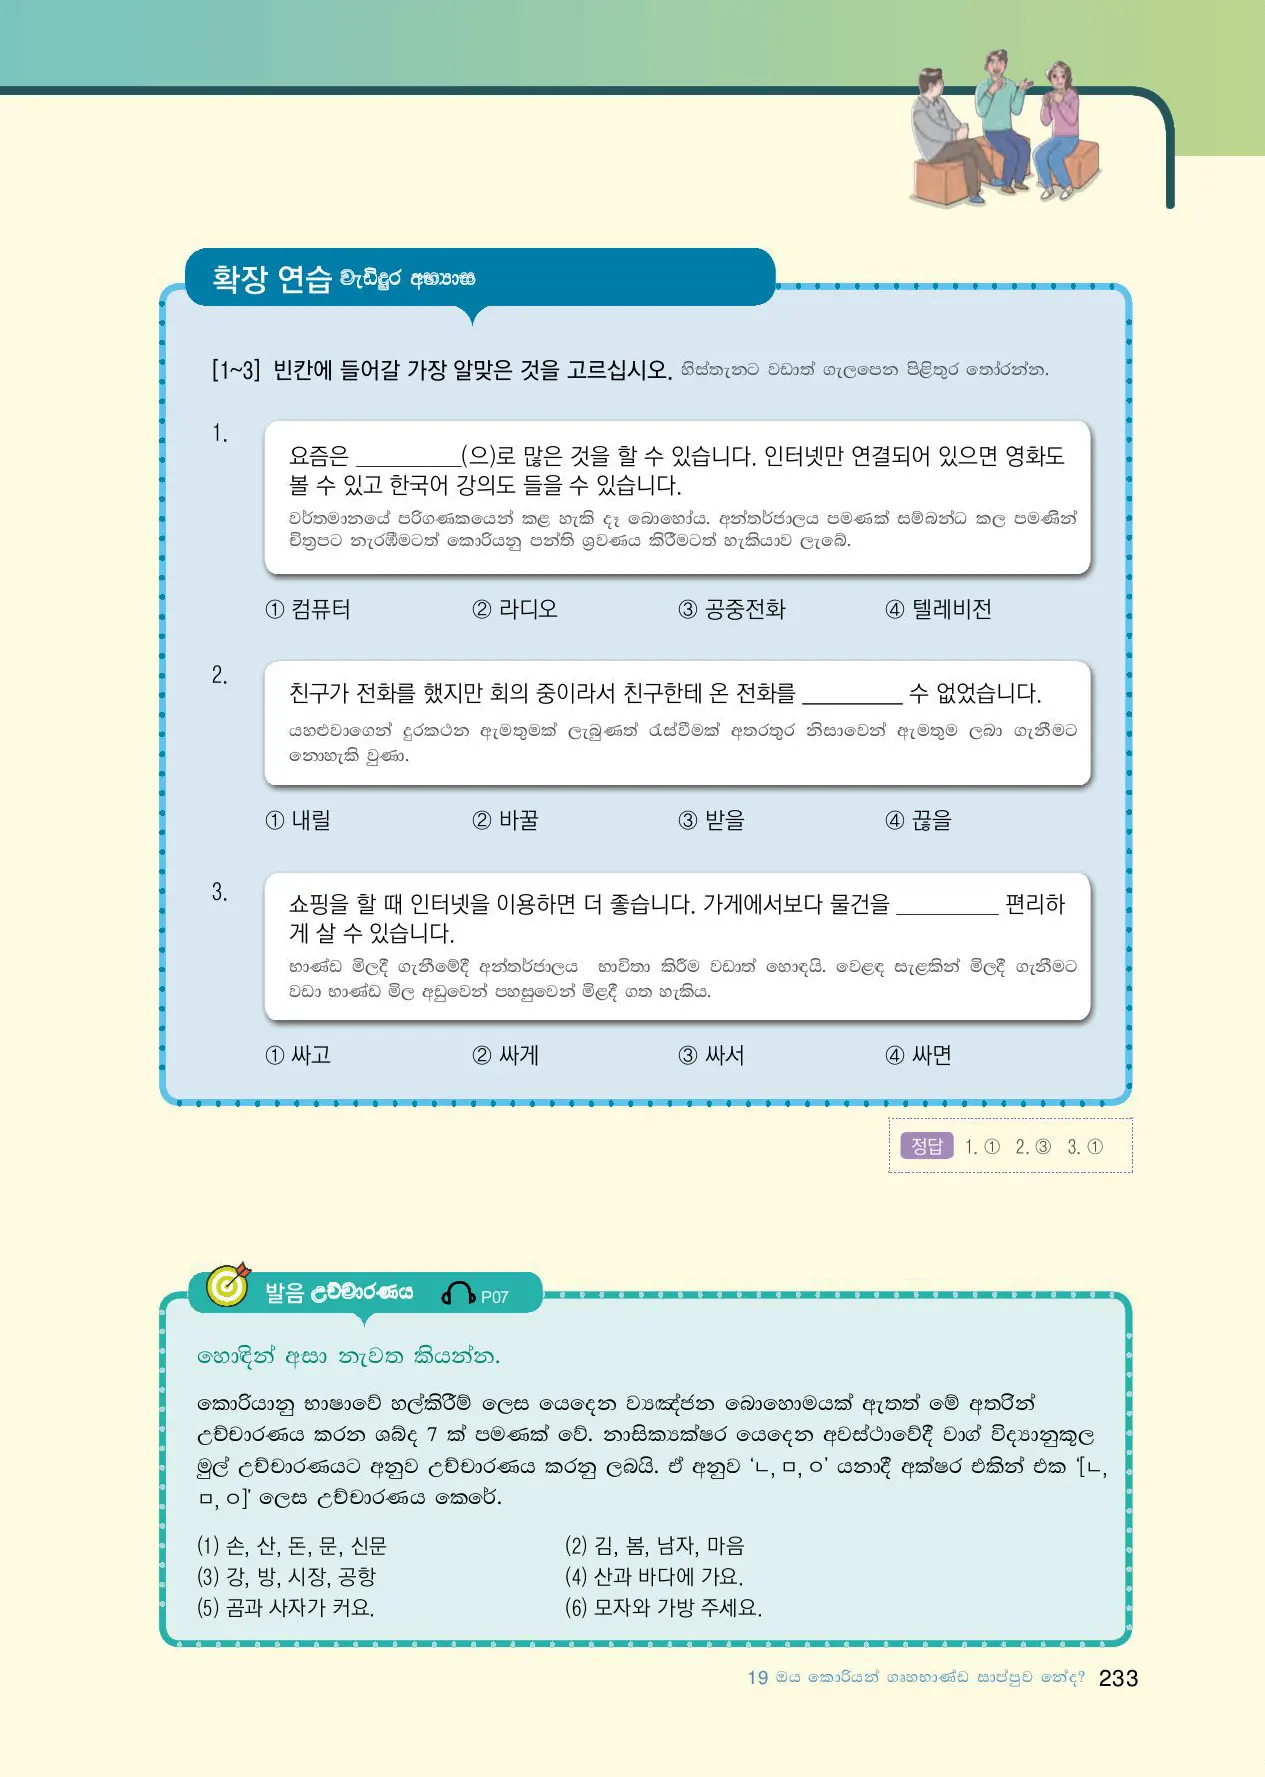 확장 연습 වැඩිදුර අභ්‍යාස
[1~3] 빈칸에 들어갈 가장 알맞은 것을 고르십시오. හිස්තැනට වඩාත් ගැලපෙන පිළිතුර තෝරන්න.
1.
요즘은 _________(으)로 많은 것을 할 수 있습니다. 인터넷만 연결되어 있으면 영화도
볼 수 있고 한국어 강의도 들을 수 있습니다.
වර්තමානයේ පරිගණකයෙන් කළ හැකි දෑ බොහෝය. අන්තර්ජාලය පමණක් සම්බන්ධ කල පමණින්
චිත්‍රපට නැරඹීමටත් කොරියනු පන්ති ශ්‍රවණය කිරීමටත් හැකියාව ලැබේ.
① 컴퓨터 ② 라디오 ③ 공중전화 ④ 텔레비전
2.
친구가 전화를 했지만 회의 중이라서 친구한테 온 전화를 _________ 수 없었습니다.
යහළුවාගෙන් දුරකථන ඇමතුමක් ලැබුණත් රැස්වීමක් අතරතුර නිසාවෙන් ඇමතුම ලබා ගැනීමට
නොහැකි වුණා.
① 내릴 ② 바꿀 ③ 받을 ④ 끊을
3.
쇼핑을 할 때 인터넷을 이용하면 더 좋습니다. 가게에서보다 물건을 _________ 편리하
게 살 수 있습니다.
භාණ්ඩ මිලදී ගැනීමේදී අන්තර්ජාලය භාවිතා කිරීම වඩාත් හොඳයි. වෙළඳ සැළකින් මිලදී ගැනීමට
වඩා භාණ්ඩ මිල අඩුවෙන් පහසුවෙන් මිළදී ගත හැකිය.
① 싸고 ② 싸게 ③ 싸서 ④ 싸면
정답 1. ① 2. ③ 3. ①
발음 උච්චාරණය P07
හොඳින් අසා නැවත කියන්න.
කොරියානු භාෂාවේ හල්කිරීම් ලෙස යෙදෙන ව්‍යඤ්ජන බොහොමයක් ඇතත් මේ අතරින්
උච්චාරණය කරන ශබ්ද 7 ක් පමණක් වේ. නාසික්‍යක්ෂර යෙදෙන අවස්ථාවේදී වාග් විද්‍යානුකූල
මුල් උච්චාරණයට අනුව උච්චාරණය කරනු ලබයි. ඒ අනුව ‘ㄴ, ㅁ, ㅇ’ යනාදී අක්ෂර එකින් එක ‘[ㄴ,
ㅁ, ㅇ]’ ලෙස උච්චාරණය කෙරේ.
(1) 손, 산, 돈, 문, 신문 (2) 김, 봄, 남자, 마음
(3) 강, 방, 시장, 공항 (4) 산과 바다에 가요.
(5) 곰과 사자가 커요. (6) 모자와 가방 주세요.
19 ඔය කොරියන් ගෘහභාණ්ඩ සාප්පුව නේද? 233